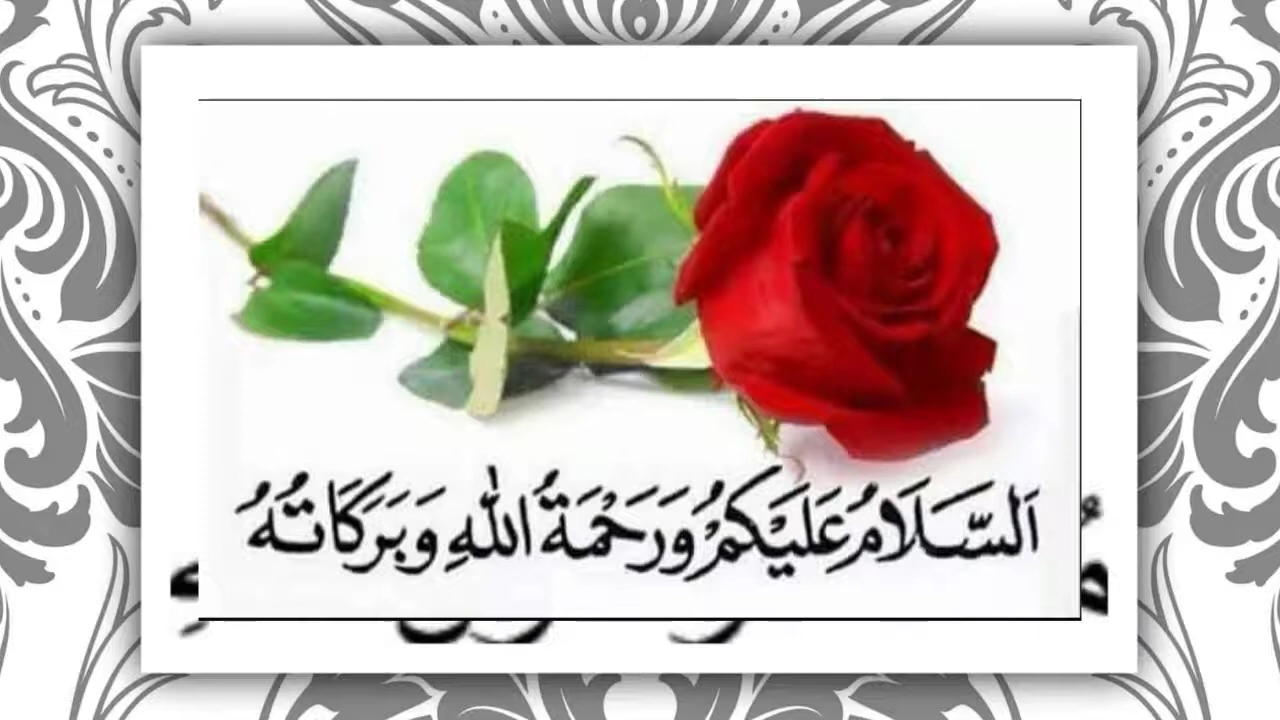 اَلسَّلَامُ عَلَيْكُمْ وَرَحْمَةُ اللهِ وَبَرَكَاتُهُ